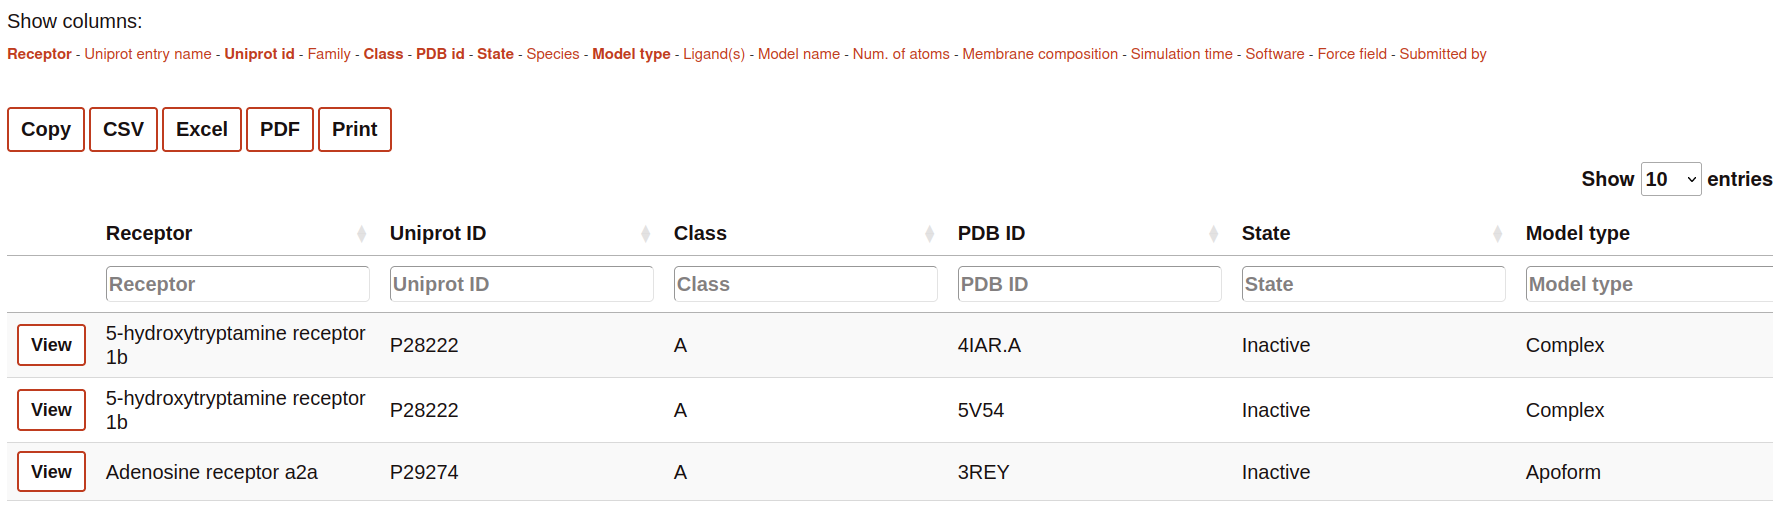 Show columns:
Receptor - Uniprot entry name - Uniprot id - Family - Class - PDB id - State - Species - Model type - Ligand(s) - Model name - Num. of atoms - Membrane composition - Simulation time - Software - Force field - Submitted by
Copy CSV Excel PDF Print
Show 10 entries
Receptor Uniprot ID Class PDB ID State Model type
Receptor Uniprot ID Class PDB ID State Model type
View 5-hydroxytryptamine receptor 1b P28222 A 4IAR.A Inactive Complex
View 5-hydroxytryptamine receptor 1b P28222 A 5V54 Inactive Complex
View Adenosine receptor a2a P29274 A 3REY Inactive Apoform